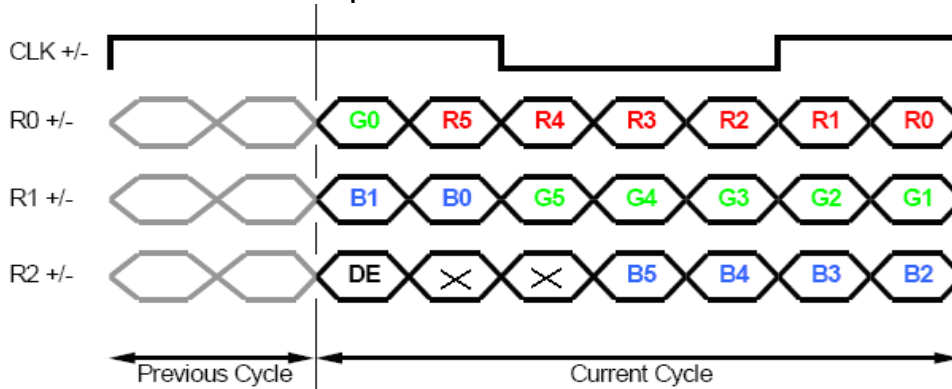 CLK +/-
R0 +/- G0 R5 R4 R3 R2 R1 R0
R1 +/- B1 B0 G5 G4 G3 G2 G1
R2 +/- DE B5 B4 B3 B2
Previous Cycle Current Cycle